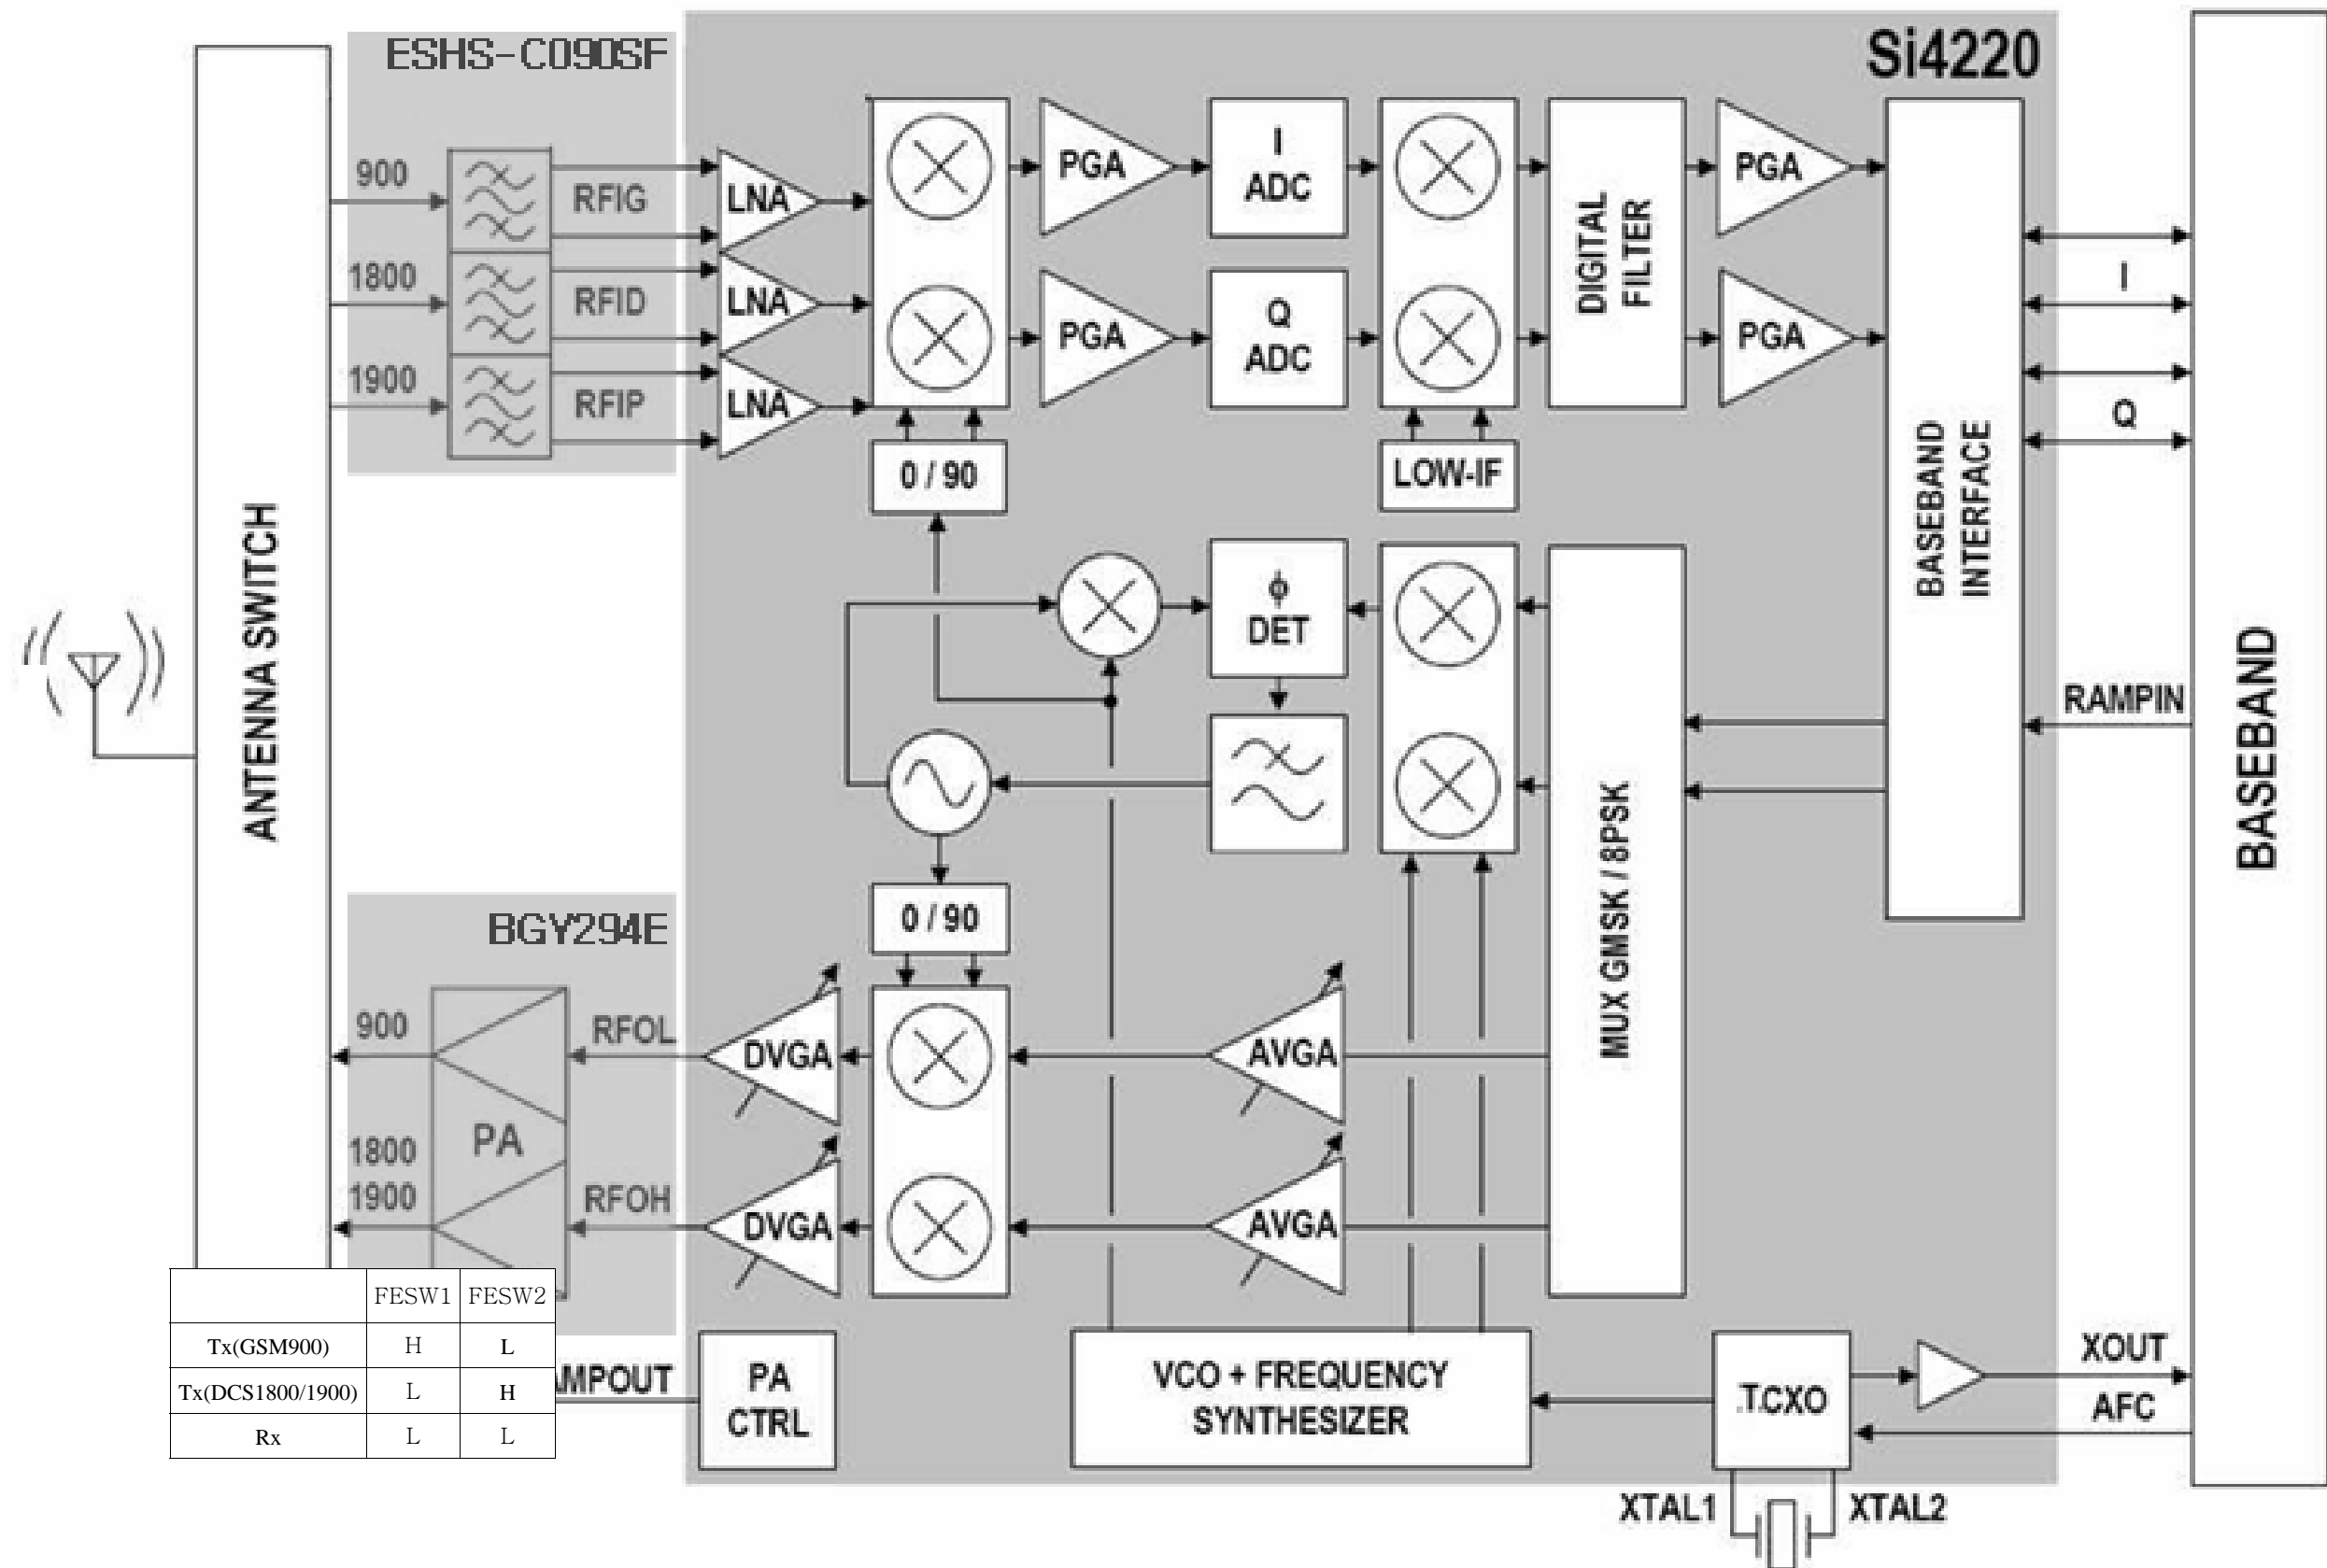 ESHS-C090SF
Si4220
900
RFIG
LNA
1800
RFID
LNA
1900
RFIP
LNA
PGA
I
ADC
PGA
Q
ADC
DIGITAL
FILTER
PGA
PGA
I
Q
0 / 90
LOW-IF
BASEBAND
INTERFACE
ANTENNA SWITCH
ϕ
DET
RAMPIN
BASEBAND
MUX GMSK / 8PSK
0 / 90
BGY294E
900
RFOL
DVGA
AVGA
PA
1800
1900
RFOH
DVGA
AVGA
FESW1 FESW2
Tx(GSM900) H L
Tx(DCS1800/1900) L H
Rx L L
AMPOUT
PA
CTRL
VCO + FREQUENCY
SYNTHESIZER
.T.CXO
XOUT
AFC
XTAL1
XTAL2